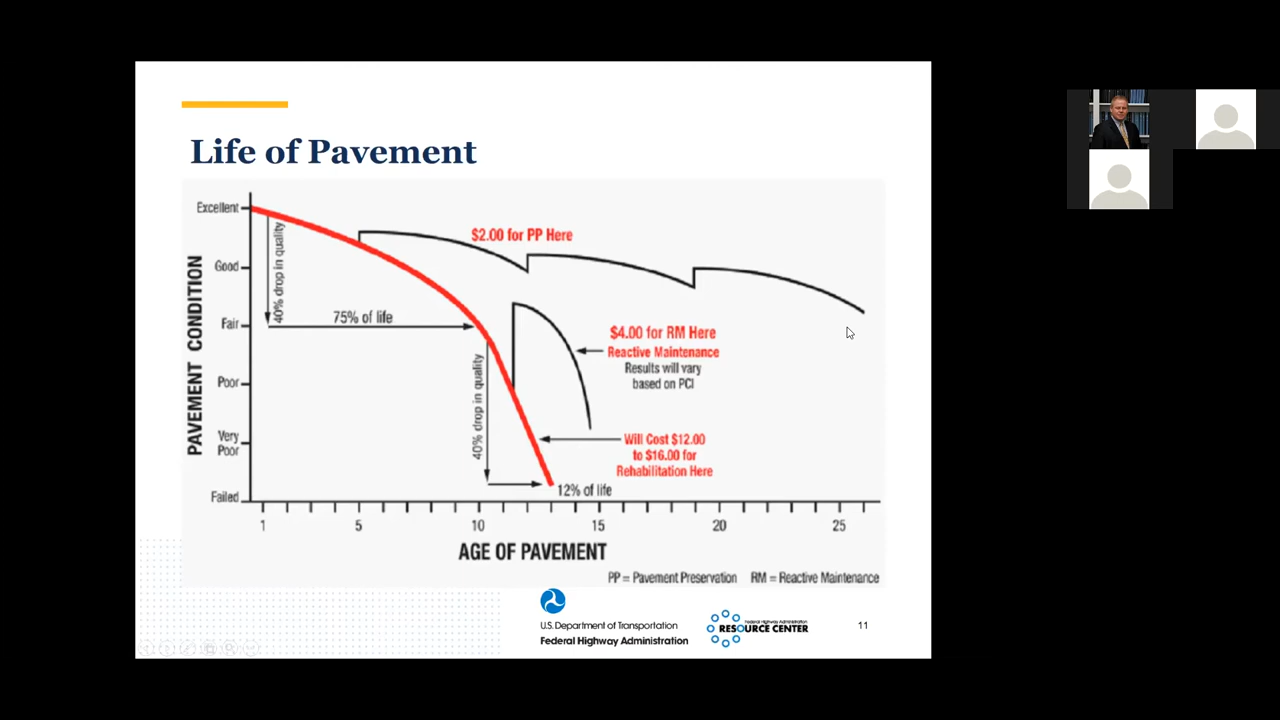 Life of Pavement
PAVEMENT CONDITION
Excellent
Good
Fair
Poor
Very
Poor
Failed
40% drop in quality
75% of life
40% drop in quality
12% of life
$2.00 for PP Here
$4.00 for RM Here
Reactive Maintenance
Results will vary
based on PCI
Will Cost $12.00
to $16.00 for
Rehabilitation Here
1 5 10 15 20 25
AGE OF PAVEMENT
PP = Pavement Preservation RM = Reactive Maintenance
U.S. Department of Transportation
Federal Highway Administration
Federal Highway Administration
RESOURCE CENTER
11